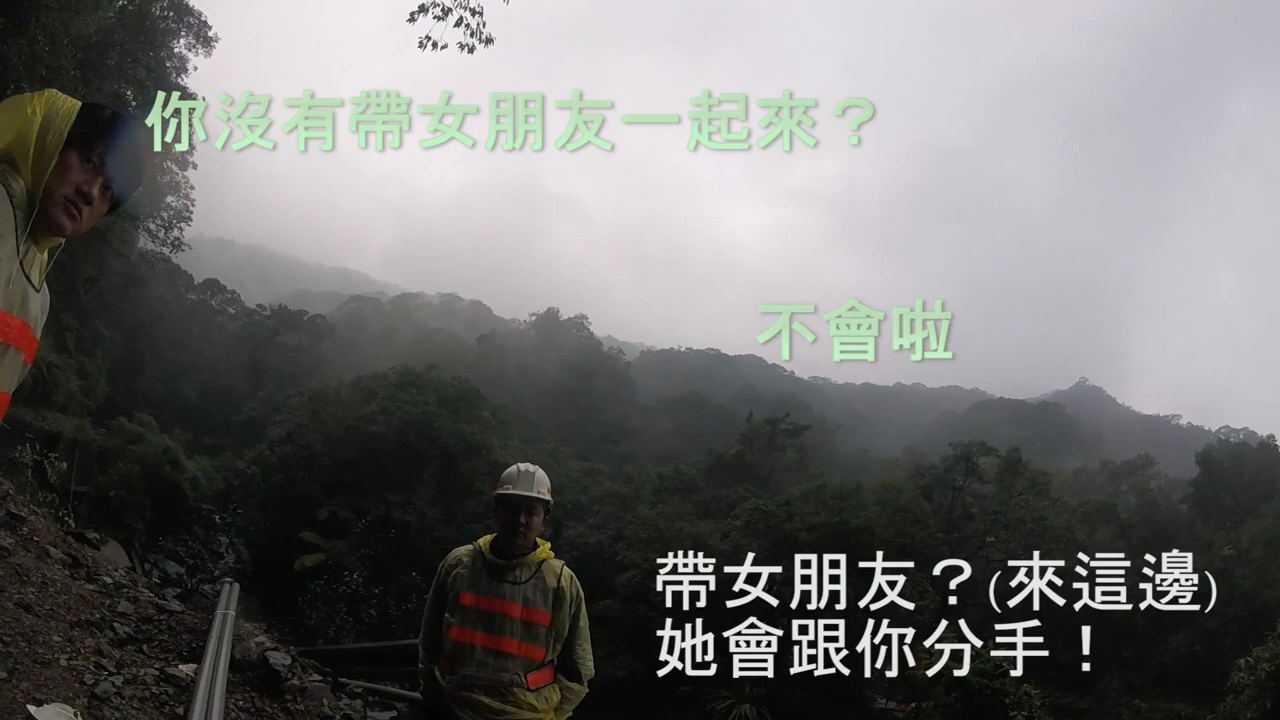 你沒有帶女朋友一起來？
不會啦
帶女朋友？(來這邊)
她會跟你分手！